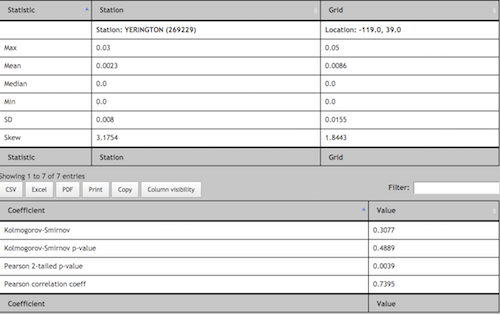 Statistic Station Grid
Station: YERINGTON (269229) Location: -119.0, 39.0
Max 0.03 0.05
Mean 0.0023 0.0086
Median 0.0 0.0
Min 0.0 0.0
SD 0.008 0.0155
Skew 3.1754 1.8443
Statistic Station Grid
Showing 1 to 7 of 7 entries
CSV Excel PDF Print Copy Column visibility Filter:
Coefficient Value
Kolmogorov-Smirnov 0.3077
Kolmogorov-Smirnov p-value 0.4889
Pearson 2-tailed p-value 0.0039
Pearson correlation coeff 0.7395
Coefficient Value